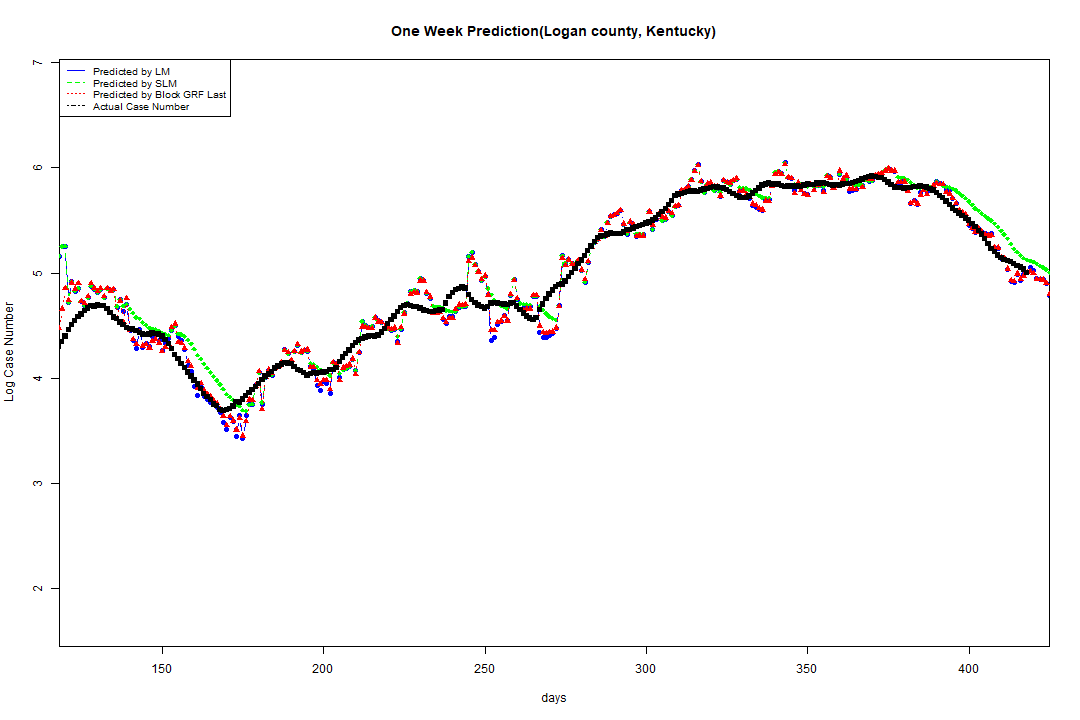 One Week Prediction(Logan county, Kentucky)
Predicted by LM
Predicted by SLM
Predicted by Block GRF Last
Actual Case Number
7
6
5
4
3
2
Log Case Number
150 200 250 300 350 400
days